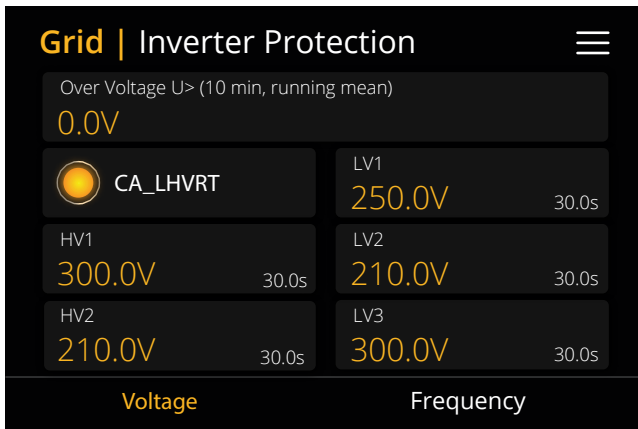 Grid | Inverter Protection
Over Voltage U> (10 min, running mean)
0.0V
CA_LHVRT
LV1
250.0V 30.0s
HV1
300.0V 30.0s
LV2
210.0V 30.0s
HV2
210.0V 30.0s
LV3
300.0V 30.0s
Voltage
Frequency